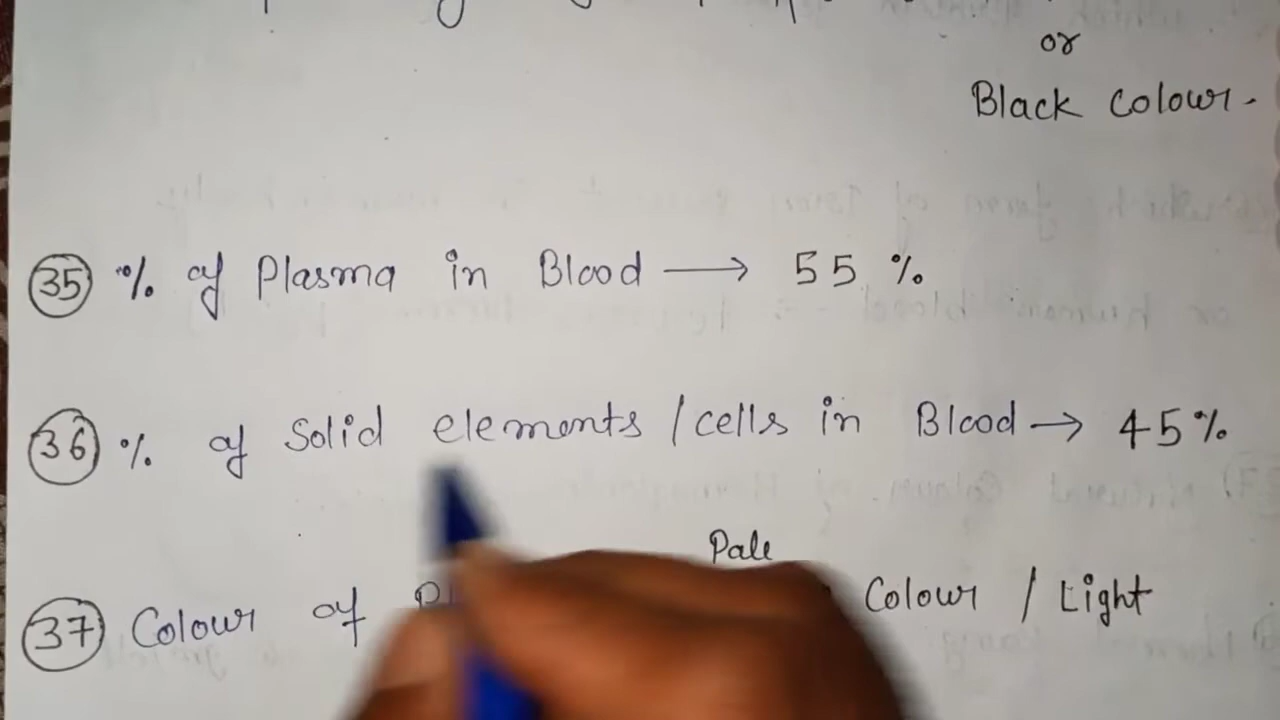 or
Black Colour.
35 % of Plasma in Blood → 55 %
36 % of Solid elements / cells in Blood → 45%
Pale
37 Colour of Colour / Light